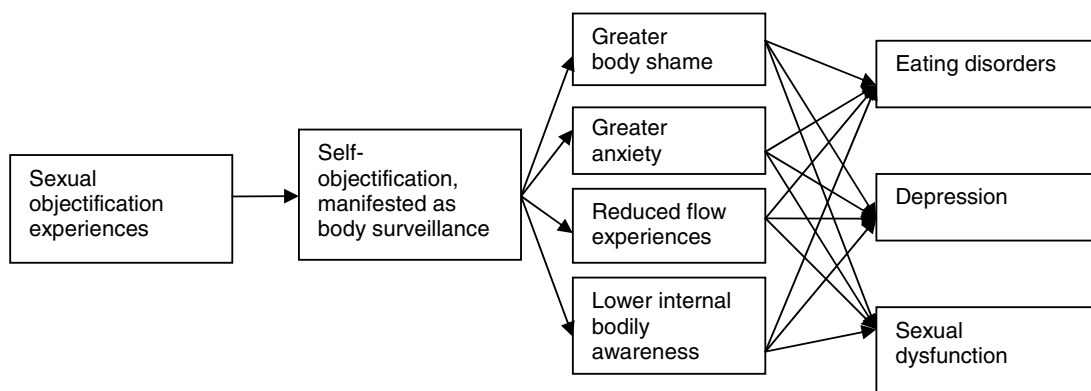 Sexual
objectification
experiences
Self-
objectification,
manifested as
body surveillance
Greater
body shame
Greater
anxiety
Reduced flow
experiences
Lower internal
bodily
awareness
Eating disorders
Depression
Sexual
dysfunction